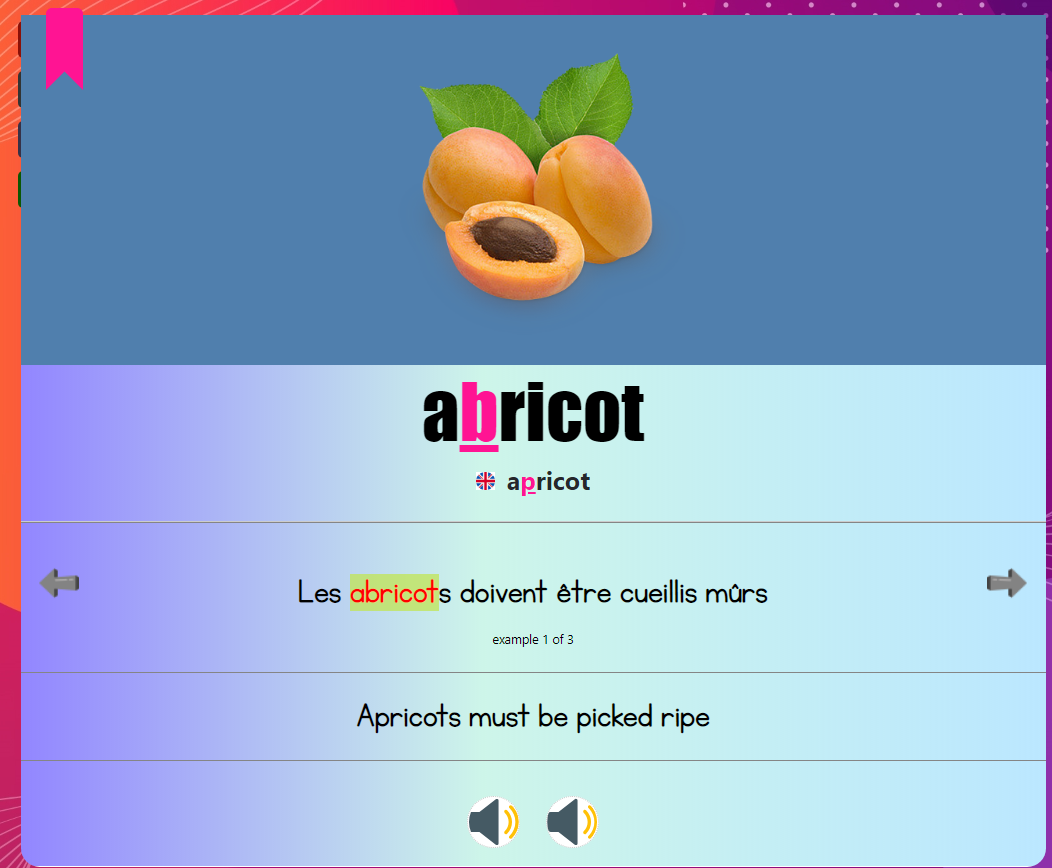 abricot
apricot
Les abricots doivent être cueillis mûrs
example 1 of 3
Apricots must be picked ripe